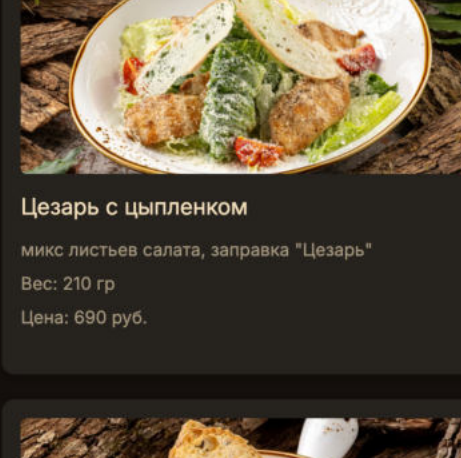 Цезарь с цыпленком
микс листьев салата, заправка "Цезарь"
Вес: 210 гр
Цена: 690 руб.